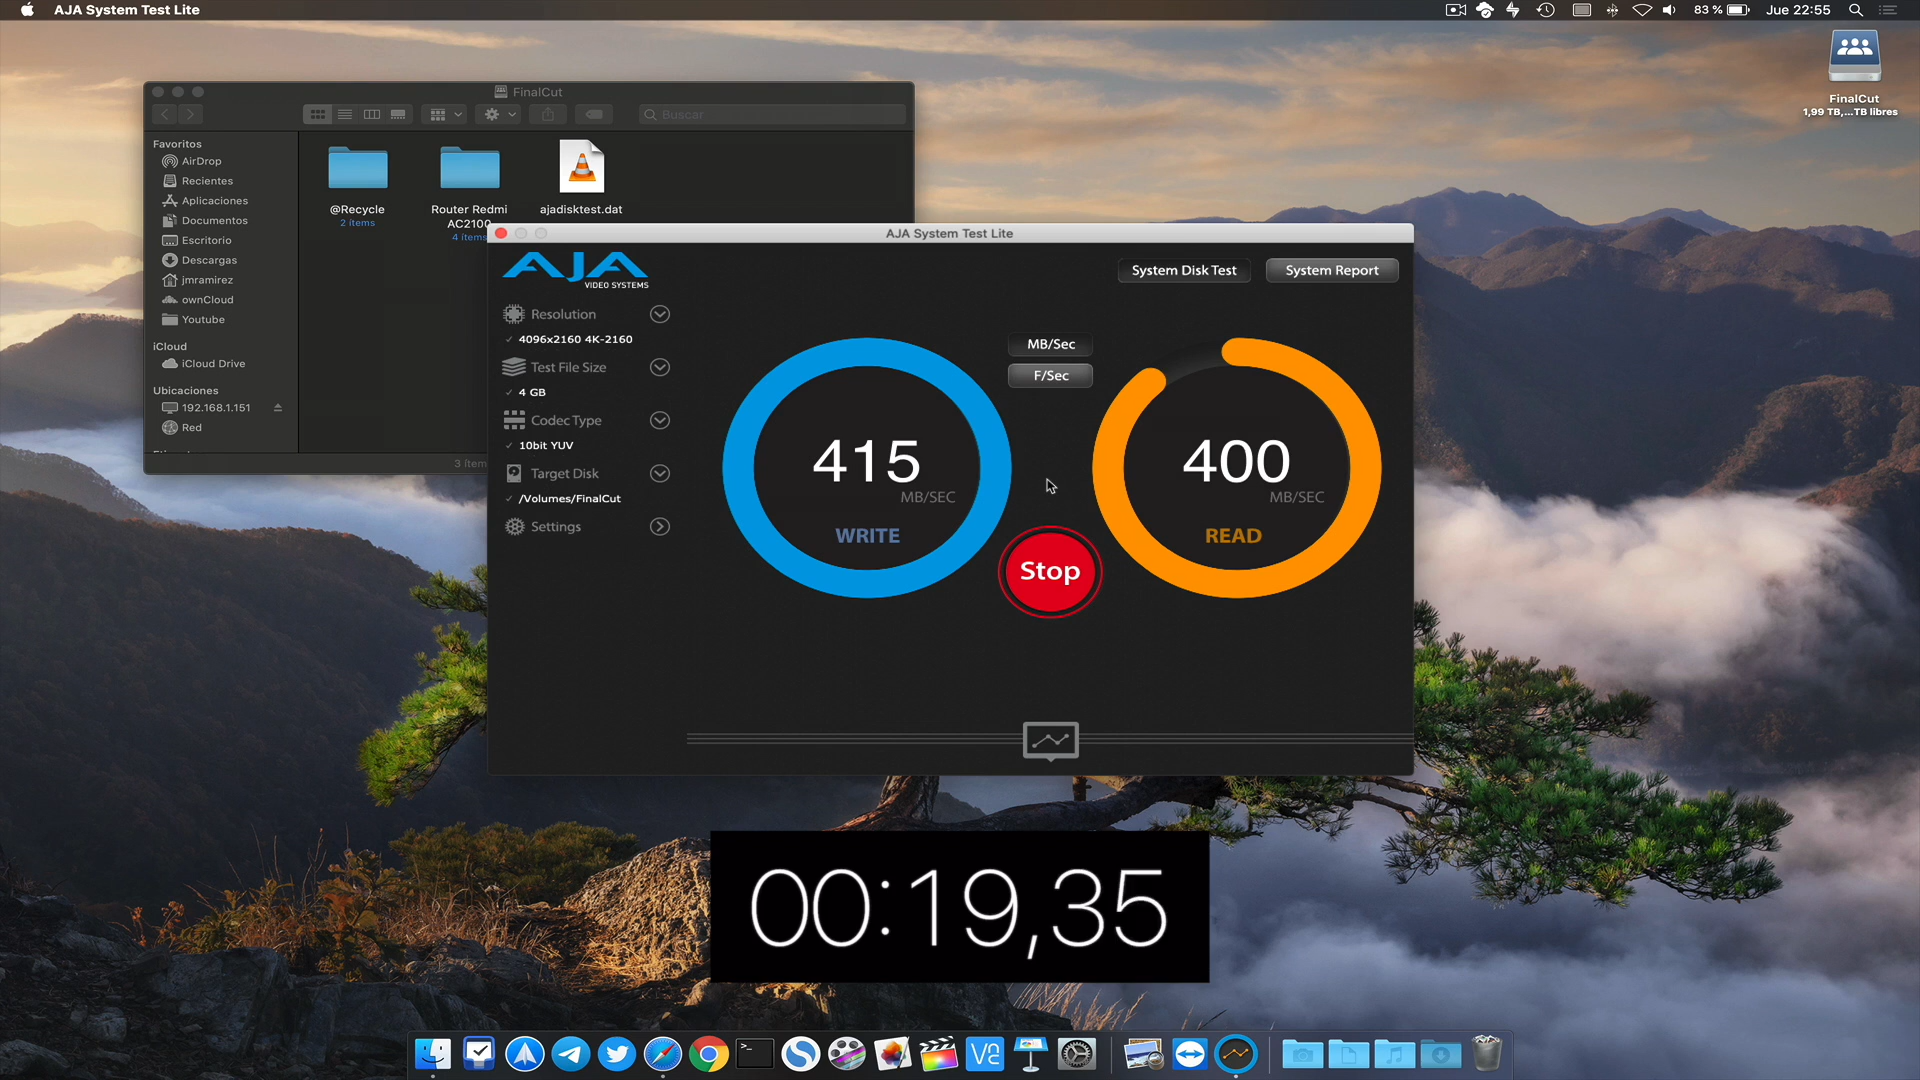 AJA System Test Lite
83 %
Jue 22:55
FinalCut
1,99 TB,...TB libres
FinalCut
Buscar
Favoritos
AirDrop
Recientes
Aplicaciones
Documentos
Escritorio
Descargas
jmramirez
ownCloud
Youtube
iCloud
iCloud Drive
Ubicaciones
192.168.1.151
Red
@Recycle
2 items
Router Redmi
AC2100
4 items
ajadisktest.dat
3 item
AJA System Test Lite
AJA
VIDEO SYSTEMS
System Disk Test
System Report
Resolution
4096x2160 4K-2160
Test File Size
4 GB
Codec Type
10bit YUV
Target Disk
/Volumes/FinalCut
Settings
MB/Sec
F/Sec
415
MB/SEC
WRITE
400
MB/SEC
READ
Stop
00:19,35